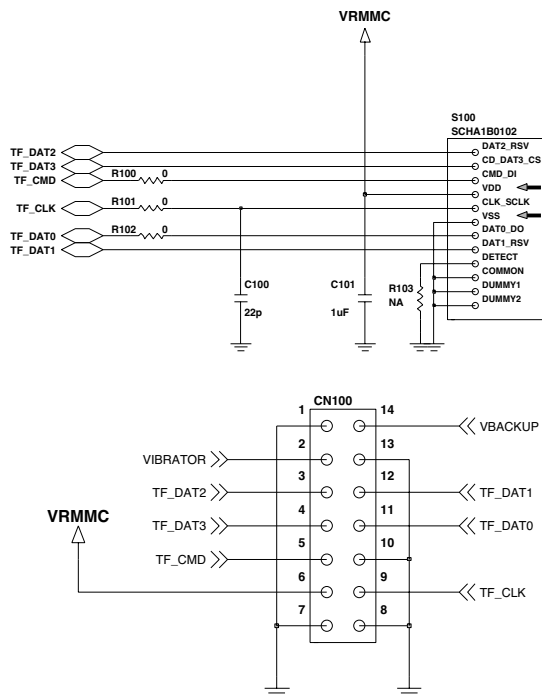 VRMMC
S100
SCHA1B0102
TF_DAT2 DAT2_RSV
TF_DAT3 CD_DAT3_CS
TF_CMD R100 0 CMD_DI
VDD
TF_CLK R101 0 CLK_SCLK
VSS
TF_DAT0 R102 0 DAT0_DO
TF_DAT1 DAT1_RSV
DETECT
COMMON
DUMMY1
DUMMY2
C100
22p
C101
1uF
R103
NA
CN100
1 14
VBACKUP
2 13
VIBRATOR
3 12
TF_DAT2 TF_DAT1
4 11
TF_DAT3 TF_DAT0
VRMMC
5 10
TF_CMD
6 9
TF_CLK
7 8